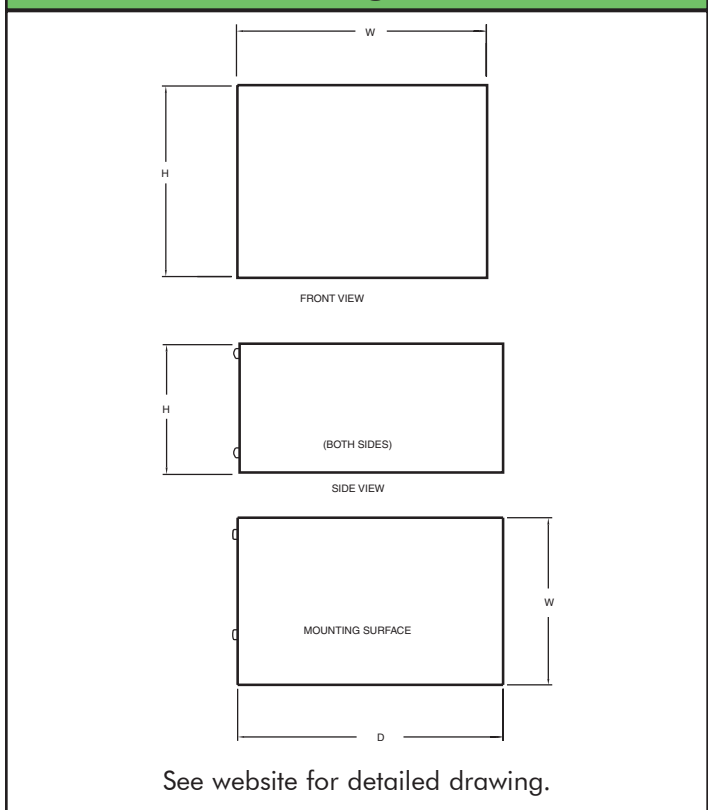 W
H
FRONT VIEW
H
(BOTH SIDES)
SIDE VIEW
W
MOUNTING SURFACE
D
See website for detailed drawing.